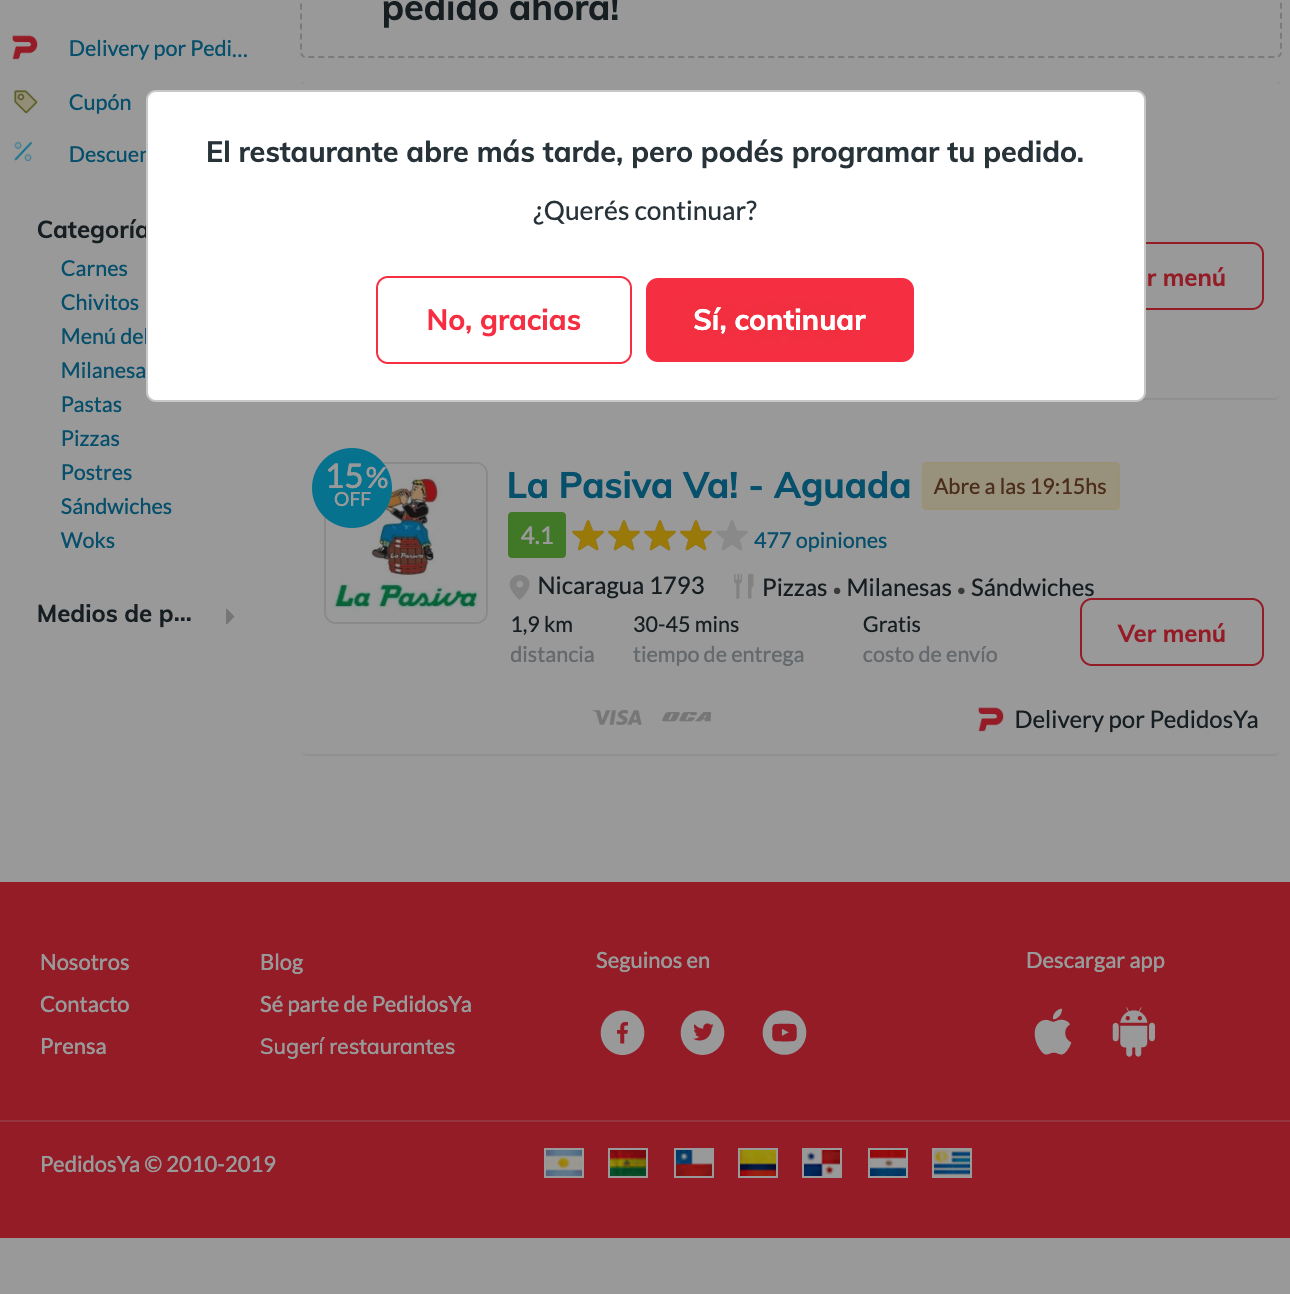 pedido ahora!
Delivery por Pedi...
Cupón
Descuen
El restaurante abre más tarde, pero podés programar tu pedido.
¿Querés continuar?
No, gracias
Sí, continuar
Categoría
Carnes
Chivitos
Menú del
Milanesa
Pastas
Pizzas
Postres
Sándwiches
Woks
Medios de p...
r menú
15%
OFF
La Pasiva
La Pasiva
La Pasiva Va! - Aguada
Abre a las 19:15hs
4.1
477 opiniones
Nicaragua 1793
Pizzas • Milanesas • Sándwiches
1,9 km
distancia
30-45 mins
tiempo de entrega
Gratis
costo de envío
Ver menú
VISA
OCA
Delivery por PedidosYa
Nosotros
Contacto
Prensa
Blog
Sé parte de PedidosYa
Sugerí restaurantes
Seguinos en
Descargar app
PedidosYa © 2010-2019